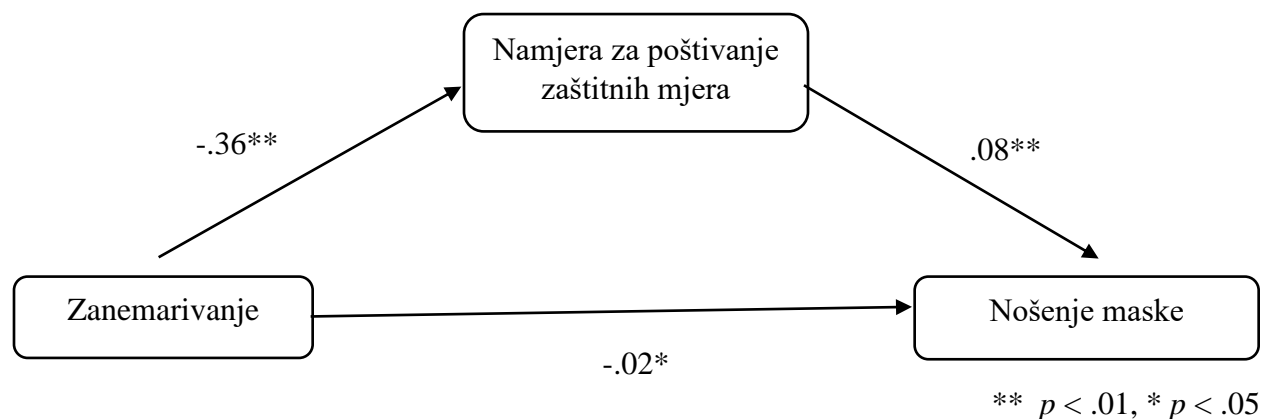 Namjera za poštivanje
zaštitnih mjera
-.36**
.08**
Zanemarivanje
Nošenje maske
-.02*
** p < .01, * p < .05